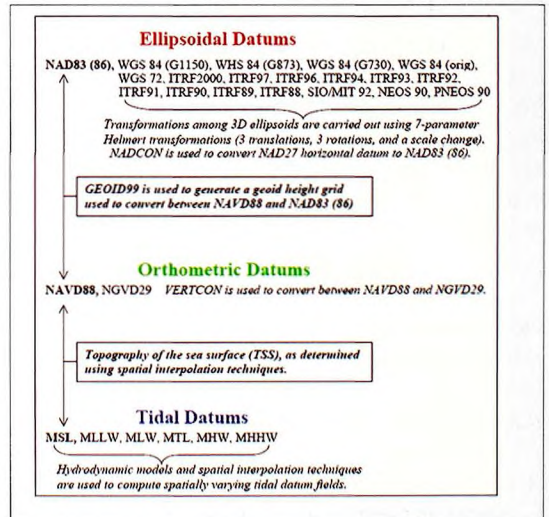 Ellipsoidal Datums
NAD83 (86), WGS 84 (G1150), WHS 84 (G873), WGS 84 (G730), WGS 84 (orig),
WGS 72, ITRF2000, ITRF97, ITRF96, ITRF94, ITRF93, ITRF92,
ITRF91, ITRF90, ITRF89, ITRF88, SIO/MIT 92, NEOS 90, PNEOS 90
Transformations among 3D ellipsoids are carried out using 7-parameter
Helmert transformations (3 translations, 3 rotations, and a scale change).
NADCON is used to convert NAD27 horizontal datum to NAD83 (86).
GEOID99 is used to generate a geoid height grid
used to convert between NAVD88 and NAD83 (86)
Orthometric Datums
NAVD88, NGVD29 VERTCON is used to convert between NAVD88 and NGVD29.
Topography of the sea surface (TSS), as determined
using spatial interpolation techniques.
Tidal Datums
MSL, MLLW, MLW, MTL, MHW, MHHW
Hydrodynamic models and spatial interpolation techniques
are used to compute spatially varying tidal datum fields.